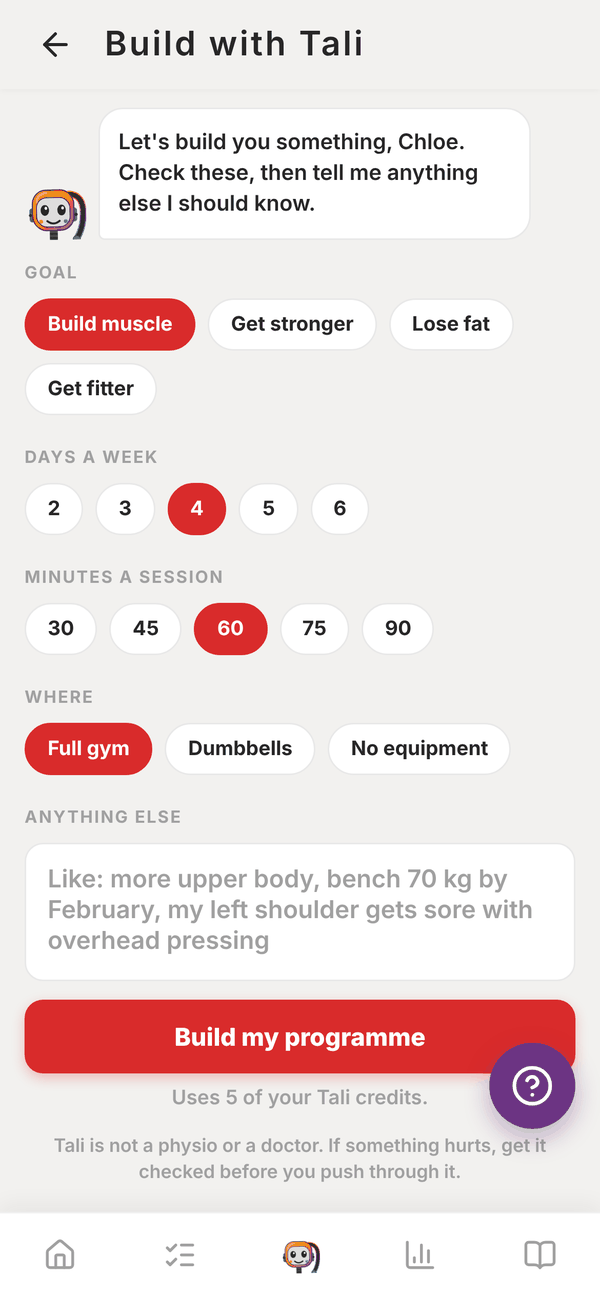 Build with Tali
Let's build you something, Chloe.
Check these, then tell me anything
else I should know.
GOAL
Build muscle
Get stronger
Lose fat
Get fitter
DAYS A WEEK
2
3
4
5
6
MINUTES A SESSION
30
45
60
75
90
WHERE
Full gym
Dumbbells
No equipment
ANYTHING ELSE
Like: more upper body, bench 70 kg by
February, my left shoulder gets sore with
overhead pressing
Build my programme
Uses 5 of your Tali credits.
Tali is not a physio or a doctor. If something hurts, get it
checked before you push through it.